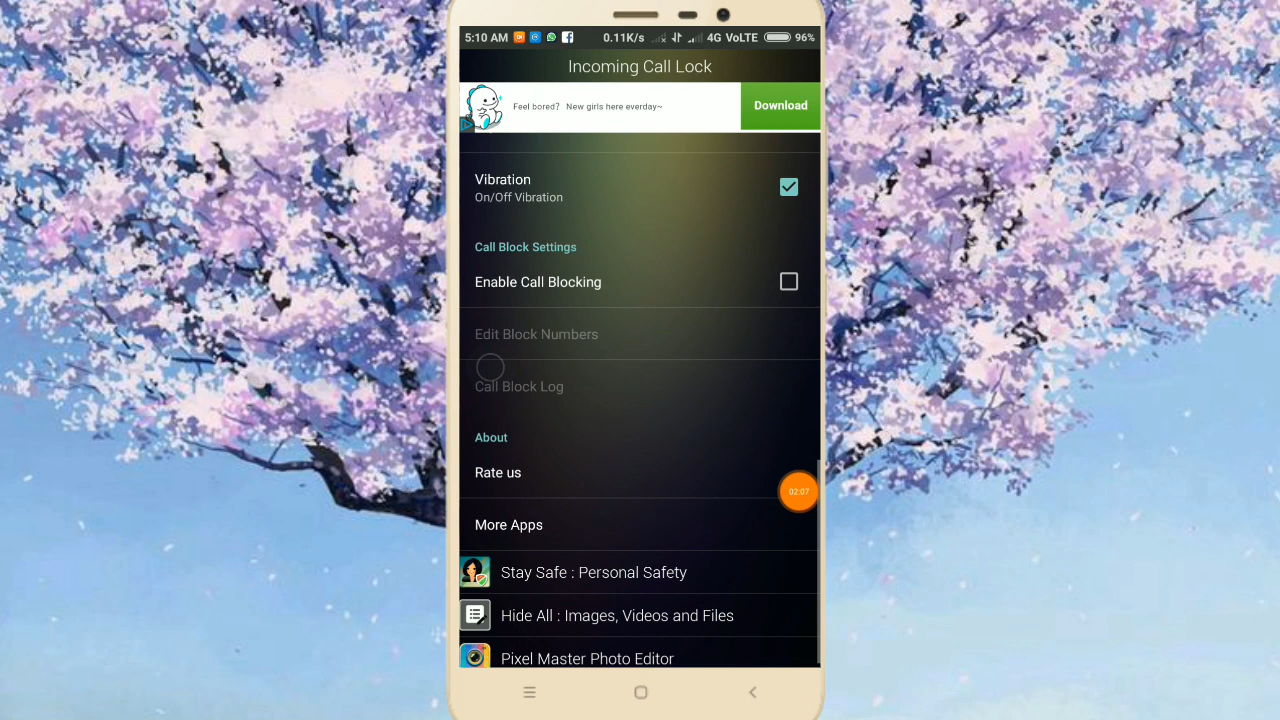 5:10 AM 0.11K/s 4G VoLTE 96%
Incoming Call Lock
Feel bored? New girls here everday~
Download
Vibration
On/Off Vibration
Call Block Settings
Enable Call Blocking
Edit Block Numbers
Call Block Log
About
Rate us
02:07
More Apps
Stay Safe : Personal Safety
Hide All : Images, Videos and Files
Pixel Master Photo Editor